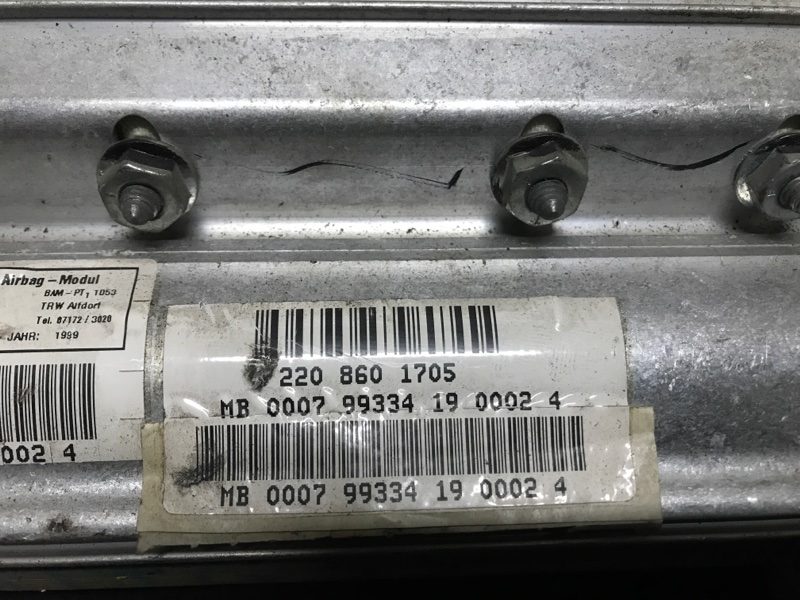 Airbag-Modul
BAM-PT1 1053
TRW Alfdorf
Tel. 07172 / 3020
JAHR: 1999
002 4
220 860 1705
MB 0007 99334 19 0002 4
MB 0007 99334 19 0002 4